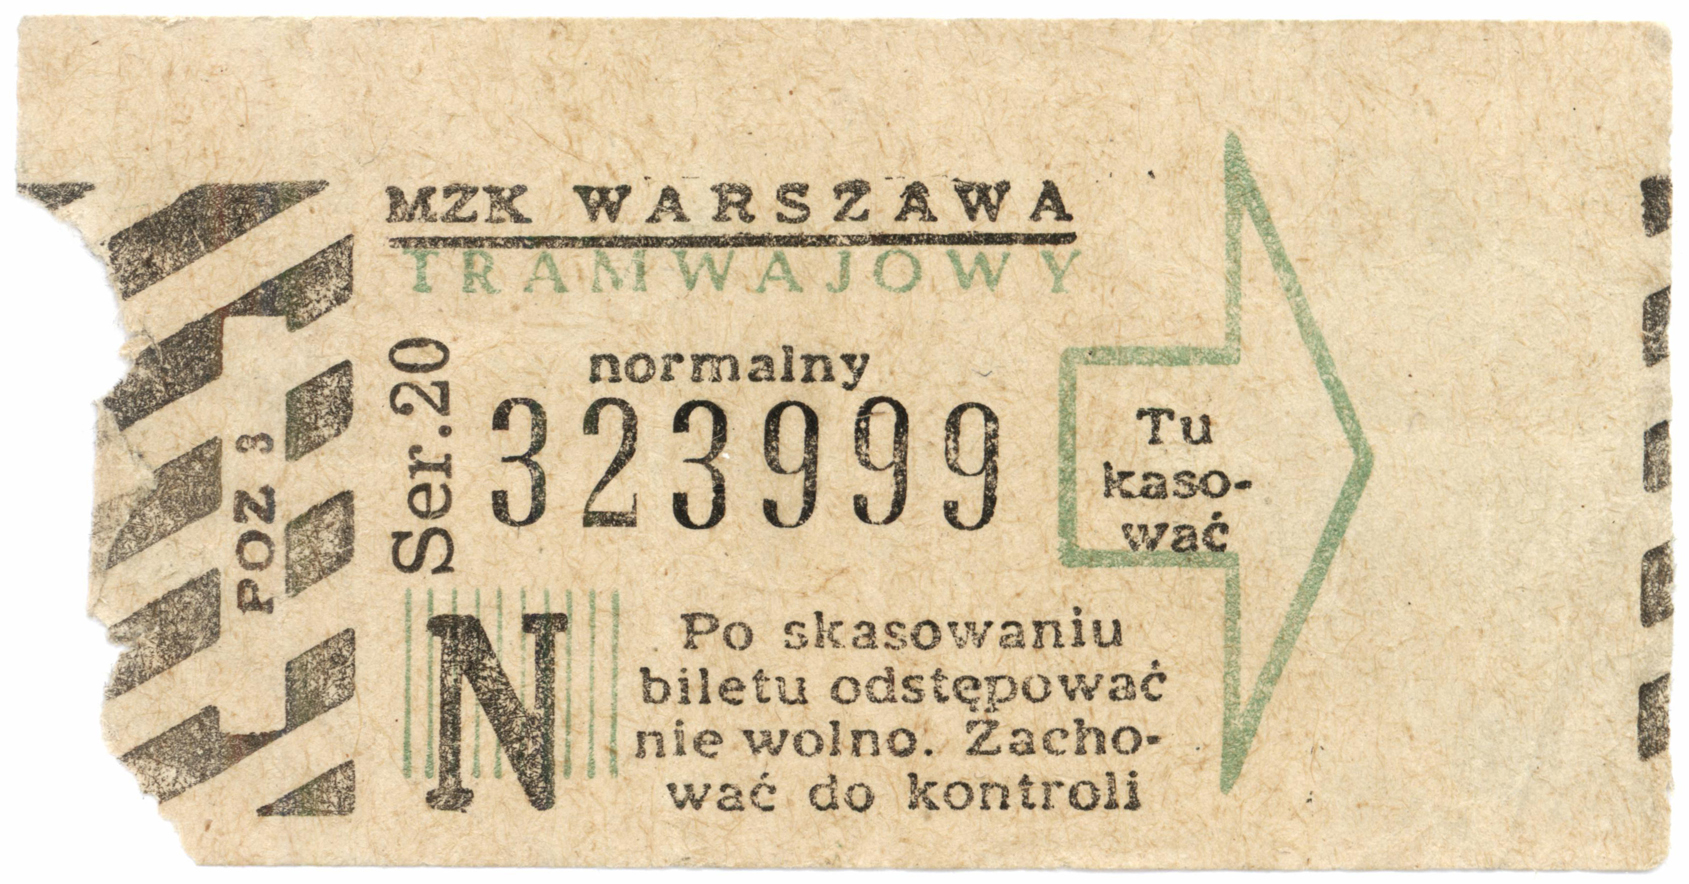 MZK WARSZAWA
TRAMWAJOWY
POZ 3
Ser.20
normalny
323999
Tu
kaso-
wać
N
Po skasowaniu
biletu odstępować
nie wolno. Zacho-
wać do kontroli